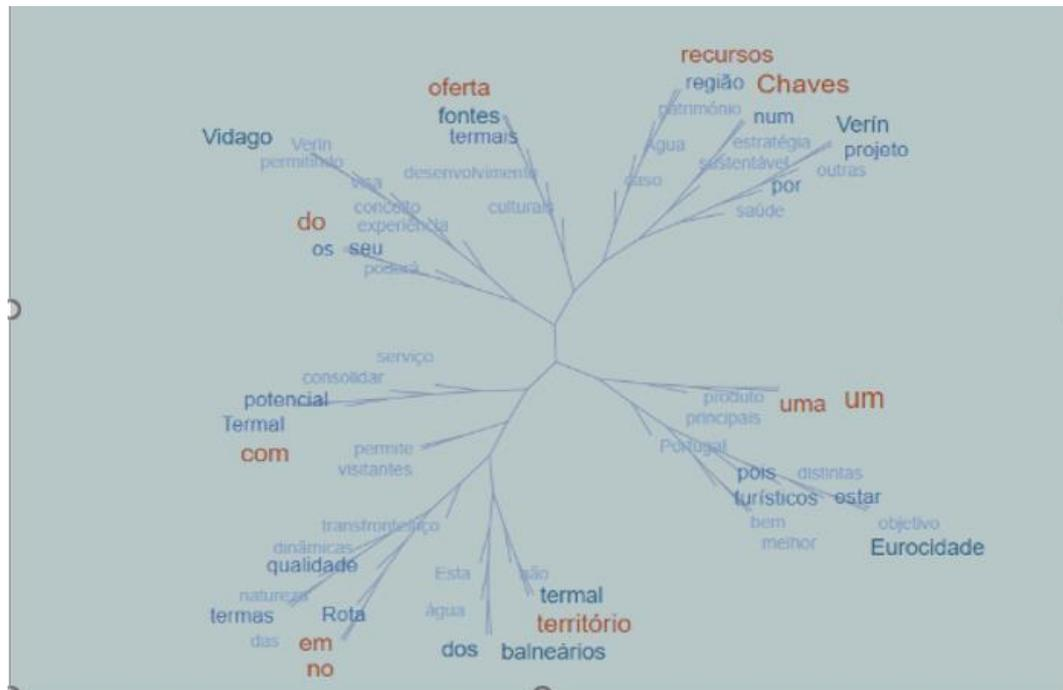 recursos
oferta
região Chaves
fontes
património
num
Vidago
termais
Verín
Verin
Água
estratégia
projeto
permitindo
sustentável
outras
desenvolvimento
visa
caso
por
conceito
culturais
saúde
do
experiência
os seu
poderá
serviço
consolidar
potencial
produto
uma um
Termal
principais
com
permite
Portugal
visitantes
pois
distintas
turísticos
estar
transfronteiriço
bem
objetivo
dinâmicas
melhor
Eurocidade
qualidade
Esta
não
natureza
termal
termas
Rota
água
território
das
em
dos
balneários
no